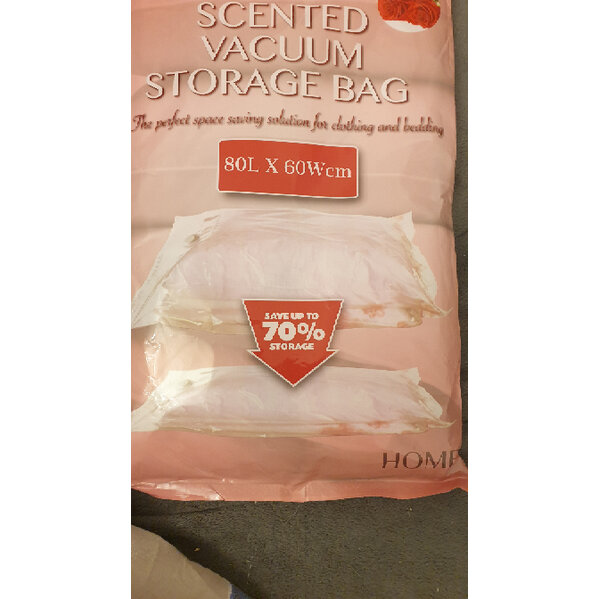 SCENTED
VACUUM
STORAGE BAG
The perfect space saving solution for clothing and bedding
80L X 60Wcm
SAVE UP TO
70%
STORAGE
HOME